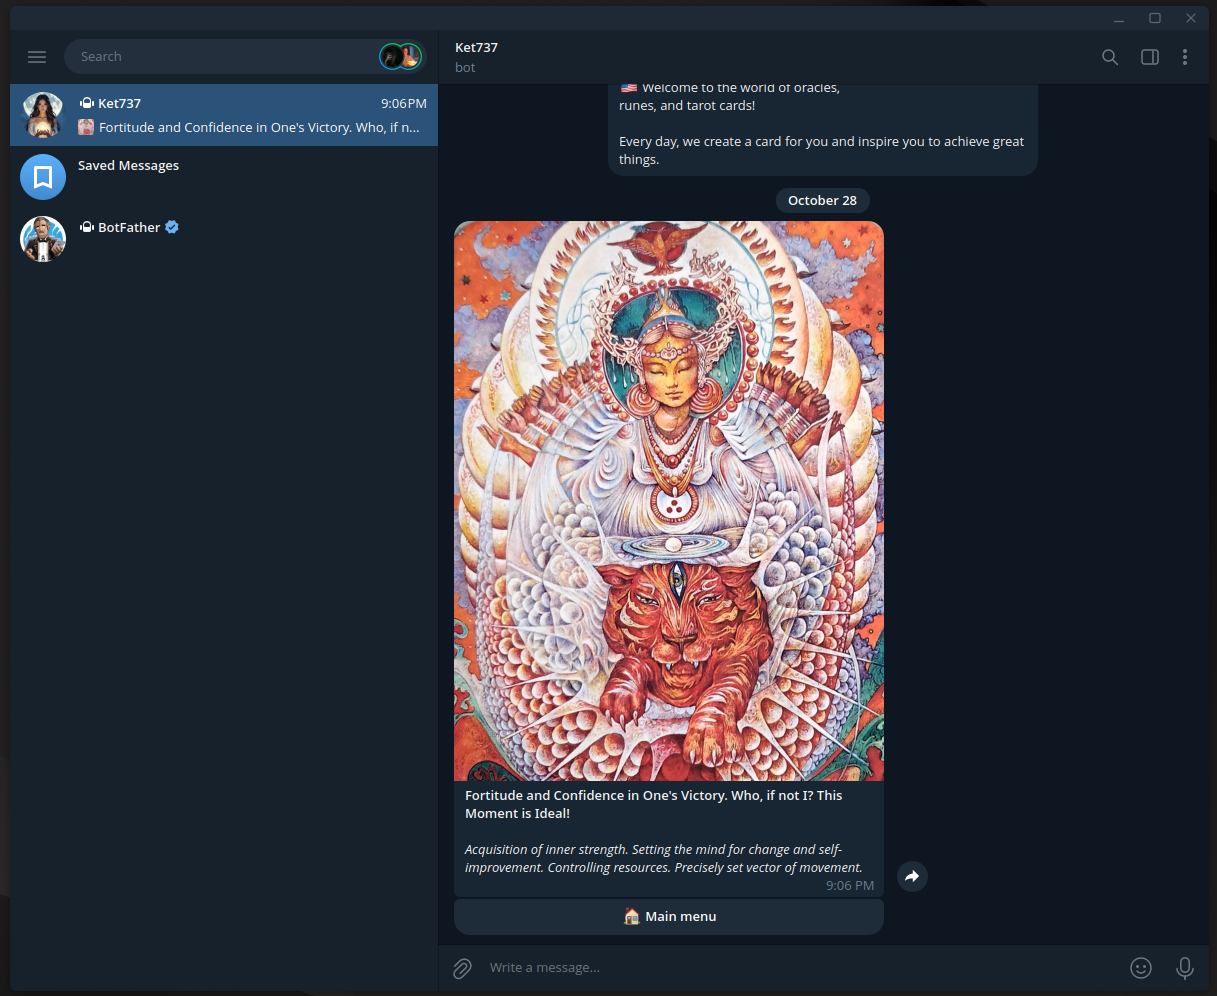 Search
Ket737
9:06 PM
Fortitude and Confidence in One's Victory. Who, if n...
Saved Messages
BotFather
Ket737
bot
Welcome to the world of oracles,
runes, and tarot cards!
Every day, we create a card for you and inspire you to achieve great
things.
October 28
Fortitude and Confidence in One's Victory. Who, if not I? This
Moment is Ideal!
Acquisition of inner strength. Setting the mind for change and self-
improvement. Controlling resources. Precisely set vector of movement.
9:06 PM
Main menu
Write a message...